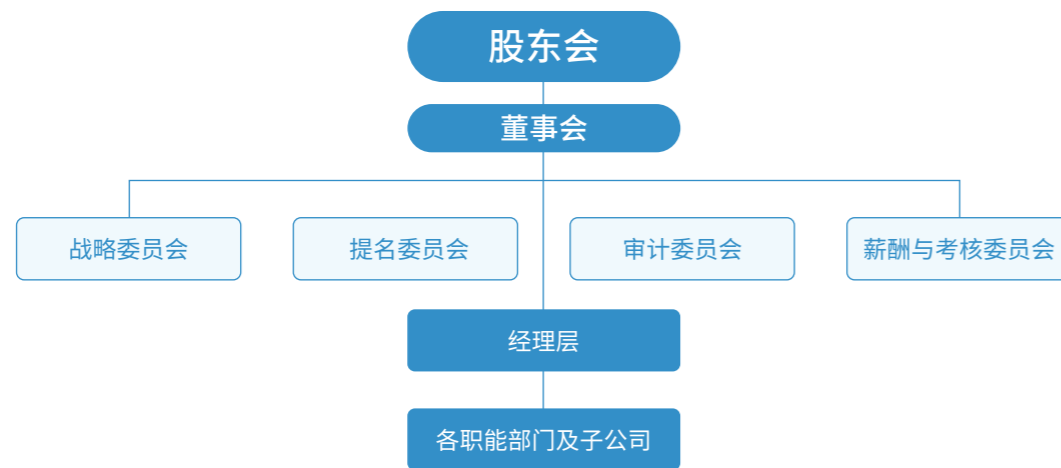 股东会
董事会
战略委员会
提名委员会
审计委员会
薪酬与考核委员会
经理层
各职能部门及子公司